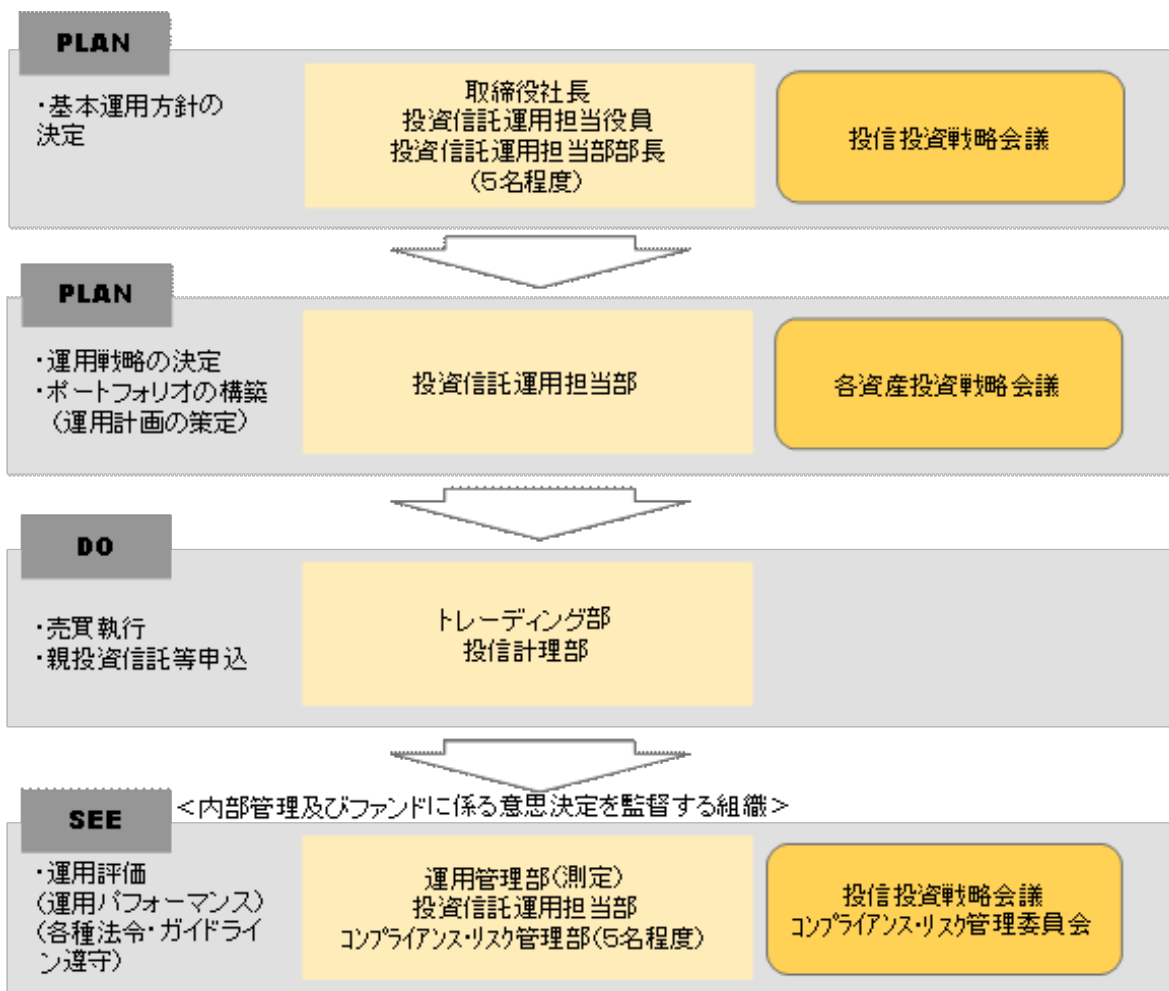 PLAN
・基本運用方針の
決定
取締役社長
投資信託運用担当役員
投資信託運用担当部部長
(5名程度)
投信投資戦略会議
PLAN
・運用戦略の決定
・ポートフォリオの構築
(運用計画の策定)
投資信託運用担当部
各資産投資戦略会議
DO
・売買執行
・親投資信託等申込
トレーディング部
投信計理部
SEE
<内部管理及びファンドに係る意思決定を監督する組織>
・運用評価
(運用パフォーマンス)
(各種法令・ガイドライ
ン遵守)
運用管理部(測定)
投資信託運用担当部
コンプライアンス・リスク管理部(5名程度)
投信投資戦略会議
コンプライアンス・リスク管理委員会